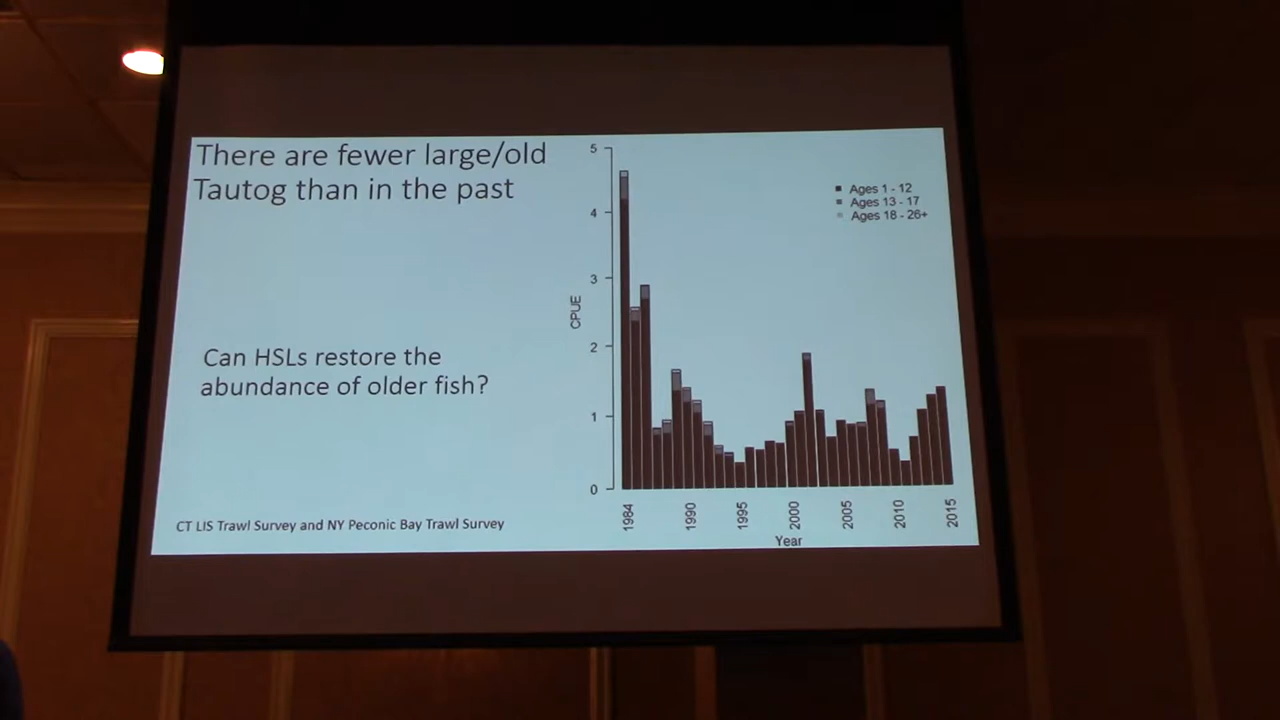 There are fewer large/old
Tautog than in the past
Can HSLs restore the
abundance of older fish?
CT LIS Trawl Survey and NY Peconic Bay Trawl Survey
5
4
3
2
1
0
CPUE
Ages 1 - 12
Ages 13 - 17
Ages 18 - 26+
1984
1990
1995
2000
2005
2010
2015
Year